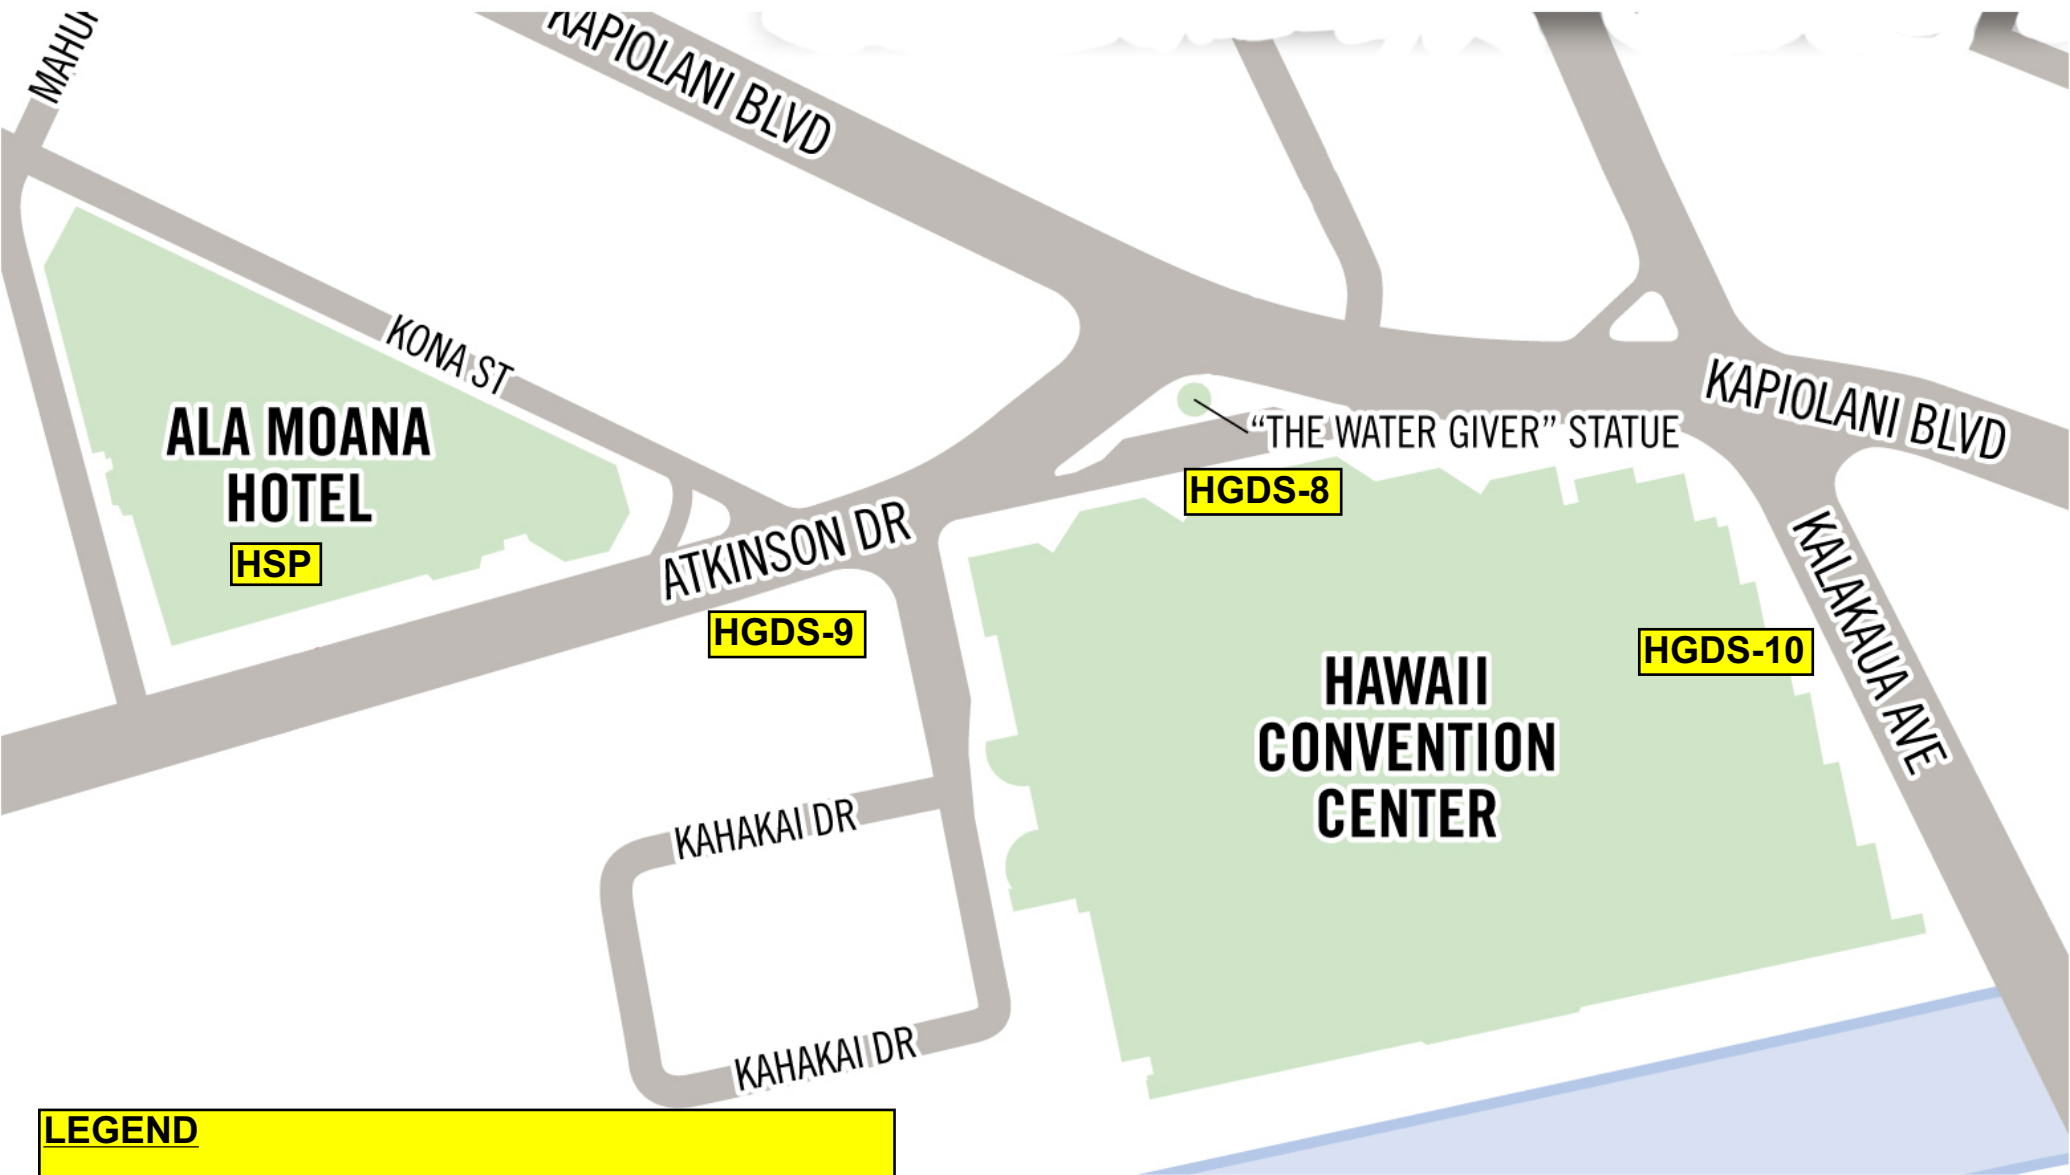 MAHUI
KAPIOLANI BLVD
KONA ST
ALA MOANA
HOTEL
HSP
ATKINSON DR
HGDS-9
"THE WATER GIVER" STATUE
HGDS-8
KAPIOLANI BLVD
KALAKAUA AVE
HGDS-10
HAWAII
CONVENTION
CENTER
KAHAKAI DR
KAHAKAI DR
LEGEND